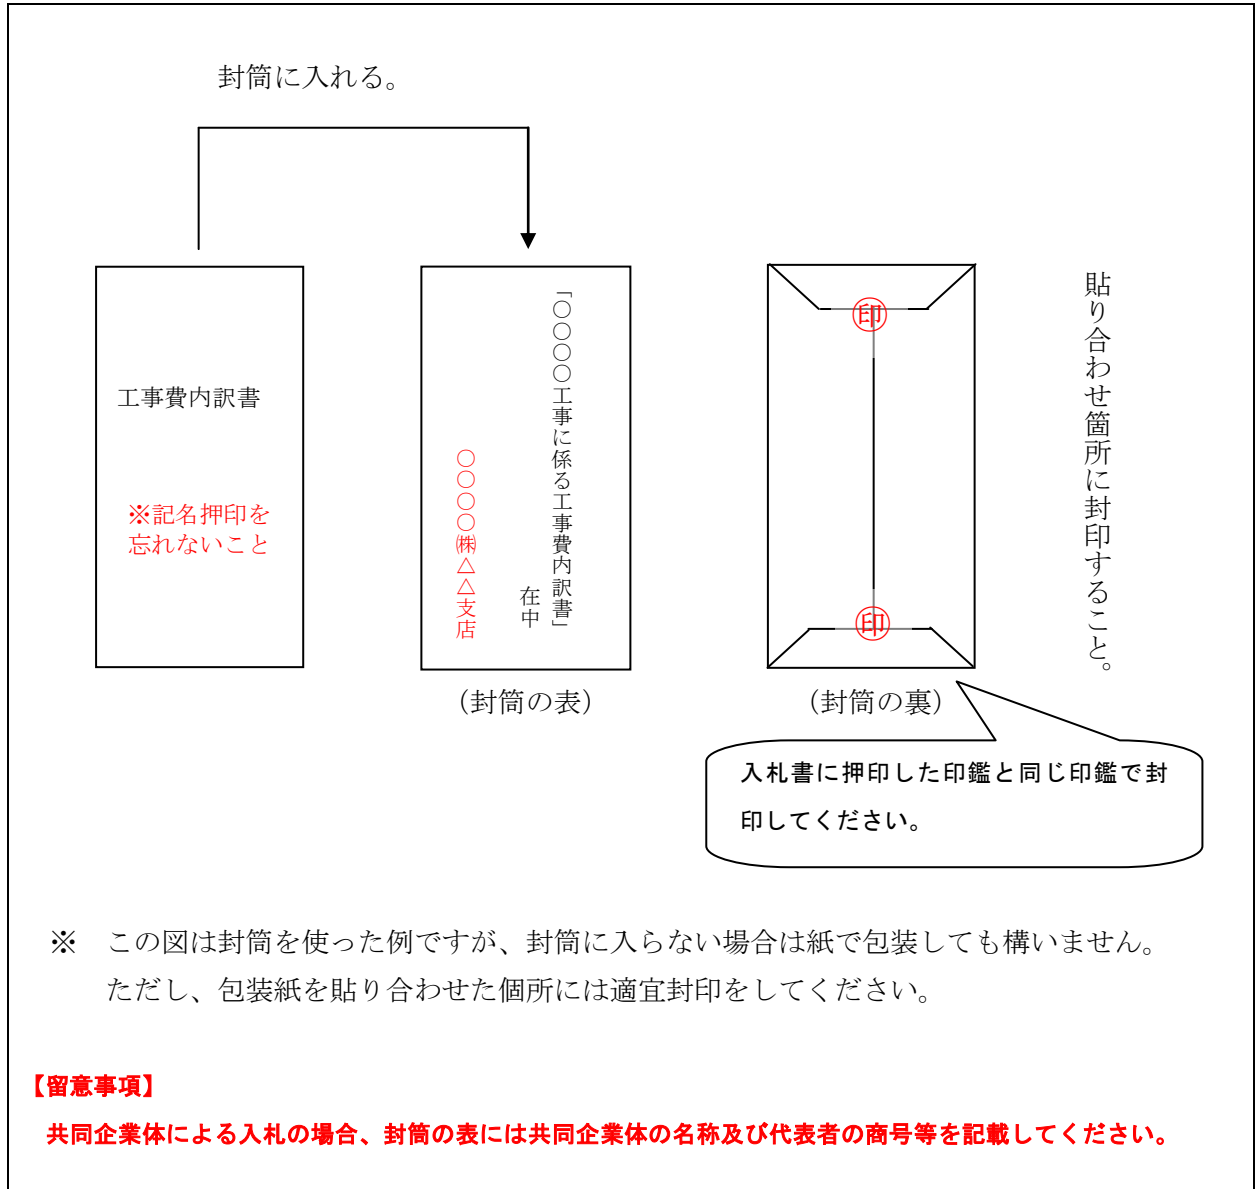 封筒に入れる。
工事費内訳書
※記名押印を
忘れないこと
「〇〇〇〇工事に係る工事費内訳書」
在中
〇〇〇〇㈱△△支店
（封筒の表）
印
印
（封筒の裏）
貼り合わせ箇所に封印すること。
入札書に押印した印鑑と同じ印鑑で封
印してください。
※　この図は封筒を使った例ですが、封筒に入らない場合は紙で包装しても構いません。
ただし、包装紙を貼り合わせた個所には適宜封印をしてください。
【留意事項】
共同企業体による入札の場合、封筒の表には共同企業体の名称及び代表者の商号等を記載してください。